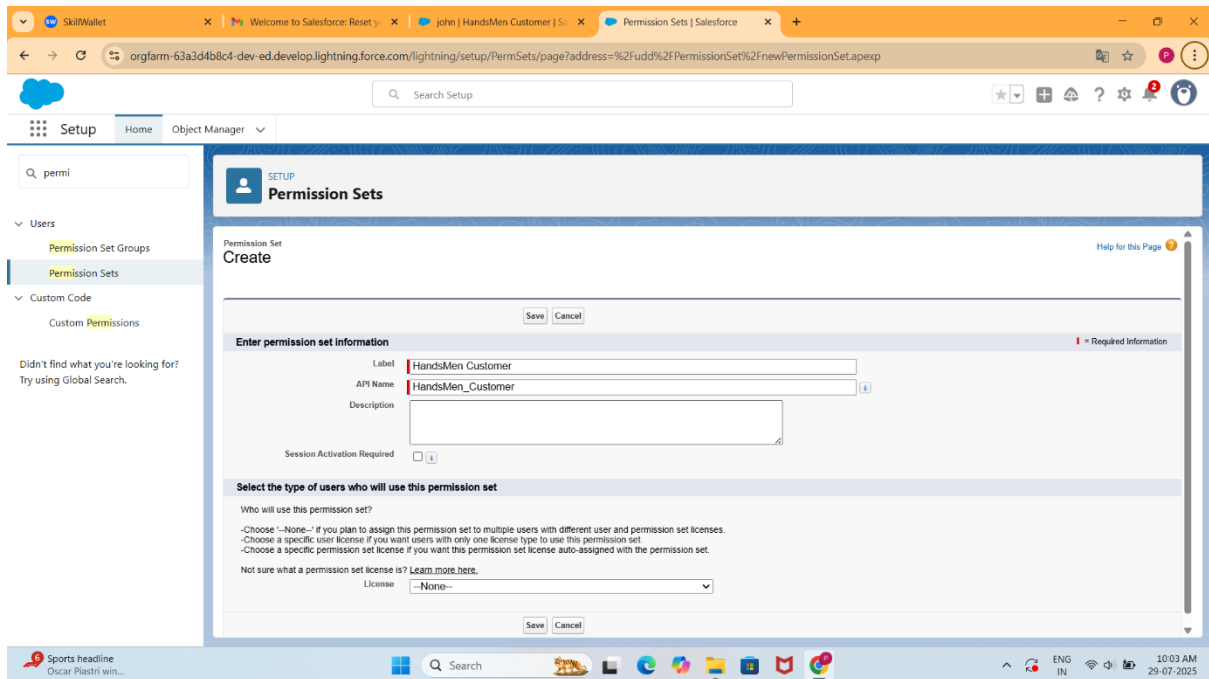 SkillWallet
Welcome to Salesforce: Reset yo
john | HandsMen Customer | Sa
Permission Sets | Salesforce
orgfarm-63a3d4b8c4-dev-ed.develop.lightning.force.com/lightning/setup/PermSets/page?address=%2Fudd%2FPermissionSet%2FnewPermissionSet.apexp
P
Search Setup
2
Setup
Home
Object Manager
permi
Users
Permission Set Groups
Permission Sets
Custom Code
Custom Permissions
Didn't find what you're looking for?
Try using Global Search.
SETUP
Permission Sets
Permission Set
Create
Help for this Page
Save Cancel
Enter permission set information
= Required Information
Label HandsMen Customer
API Name HandsMen_Customer
Description
Session Activation Required
Select the type of users who will use this permission set
Who will use this permission set?
-Choose '--None--' if you plan to assign this permission set to multiple users with different user and permission set licenses.
-Choose a specific user license if you want users with only one license type to use this permission set.
-Choose a specific permission set license if you want this permission set license auto-assigned with the permission set.
Not sure what a permission set license is? Learn more here.
License --None--
Save Cancel
6
Sports headline
Oscar Piastri win...
Search
ENG
IN
10:03 AM
29-07-2025